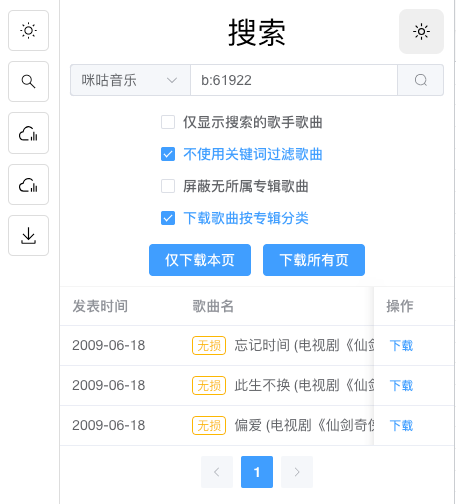 搜索
咪咕音乐 b:61922
仅显示搜索的歌手歌曲
不使用关键词过滤歌曲
屏蔽无所属专辑歌曲
下载歌曲按专辑分类
仅下载本页 下载所有页
发表时间 歌曲名 操作
2009-06-18 无损 忘记时间 (电视剧《仙剑 下载
2009-06-18 无损 此生不换 (电视剧《仙剑 下载
2009-06-18 无损 偏爱 (电视剧《仙剑奇侠 下载
1